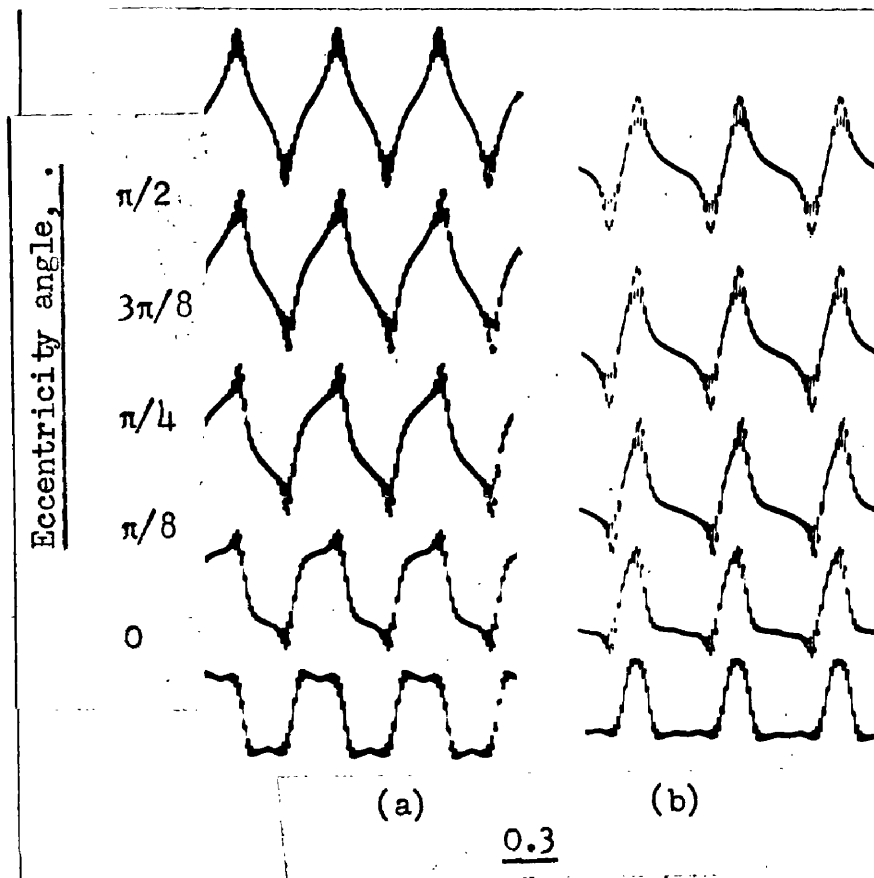 Eccentricity angle, .
π/2
3π/8
π/4
π/8
0
(a)
(b)
0.3